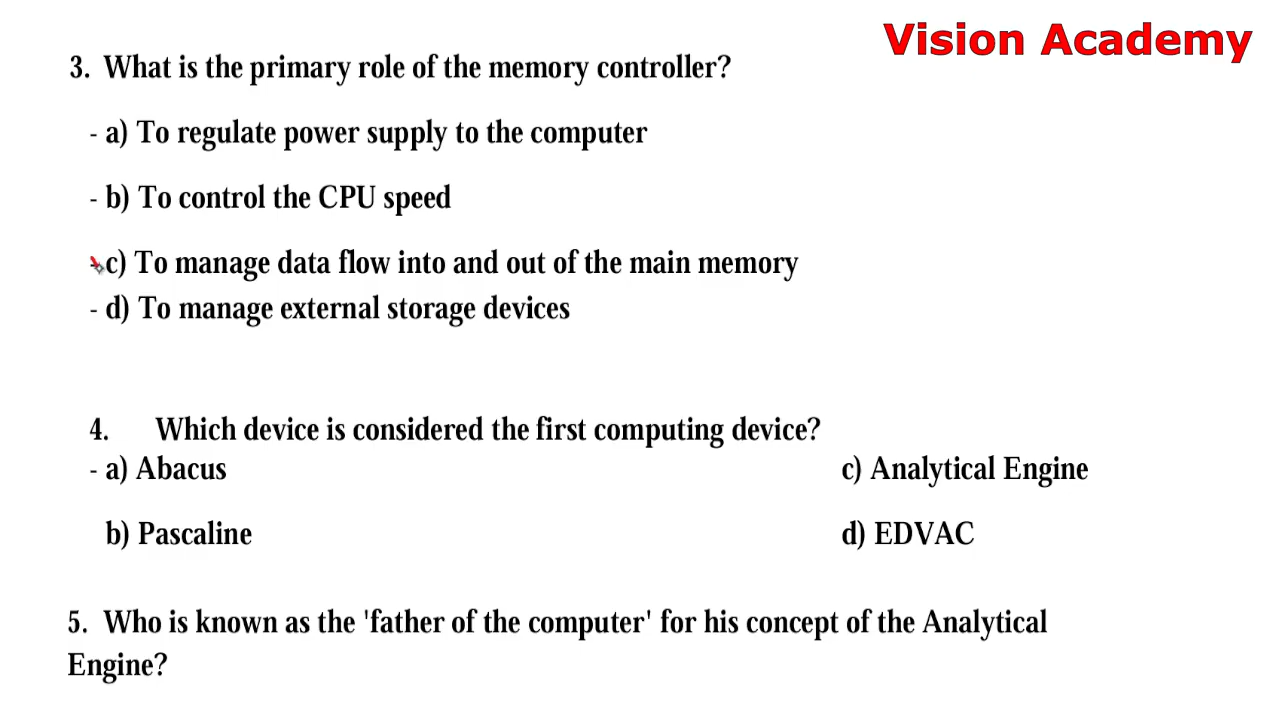 Vision Academy
3. What is the primary role of the memory controller?
- a) To regulate power supply to the computer
- b) To control the CPU speed
- c) To manage data flow into and out of the main memory
- d) To manage external storage devices
4. Which device is considered the first computing device?
- a) Abacus c) Analytical Engine
b) Pascaline d) EDVAC
5. Who is known as the 'father of the computer' for his concept of the Analytical
Engine?